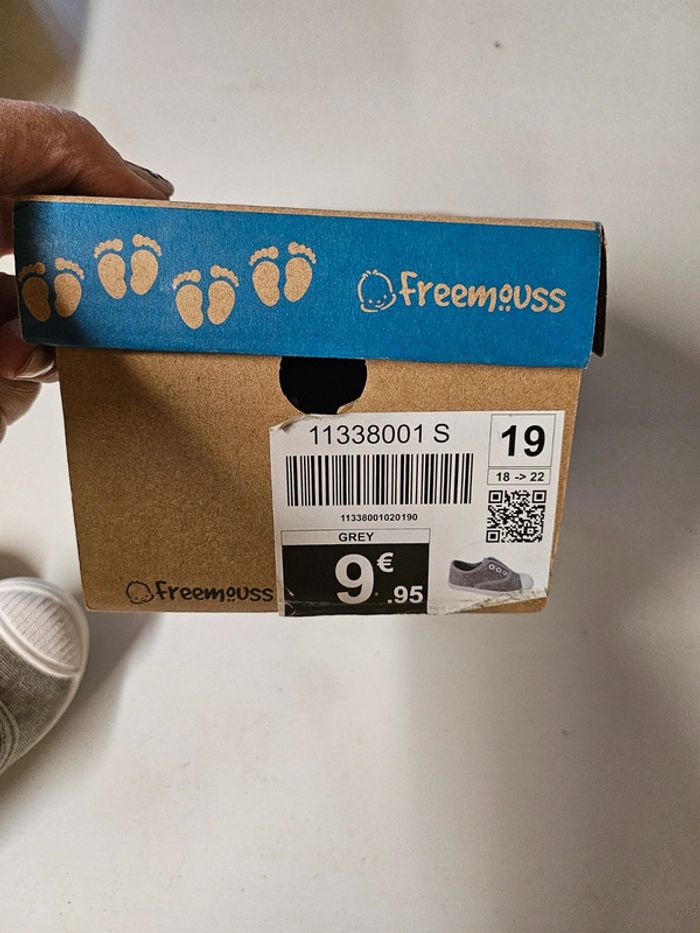 freemouss
11338001 S
19
18 -> 22
11338001020190
GREY
9€.95
freemouss